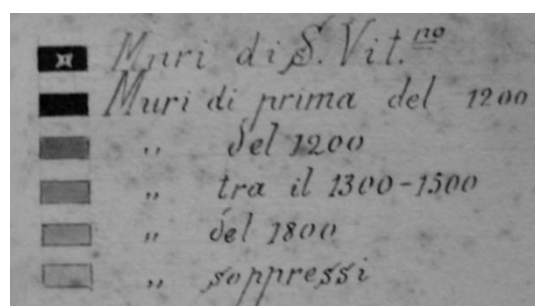 Muri di S. Vit.no
Muri di prima del 1200
„ del 1200
„ tra il 1300-1500
„ del 1800
„ soppressi